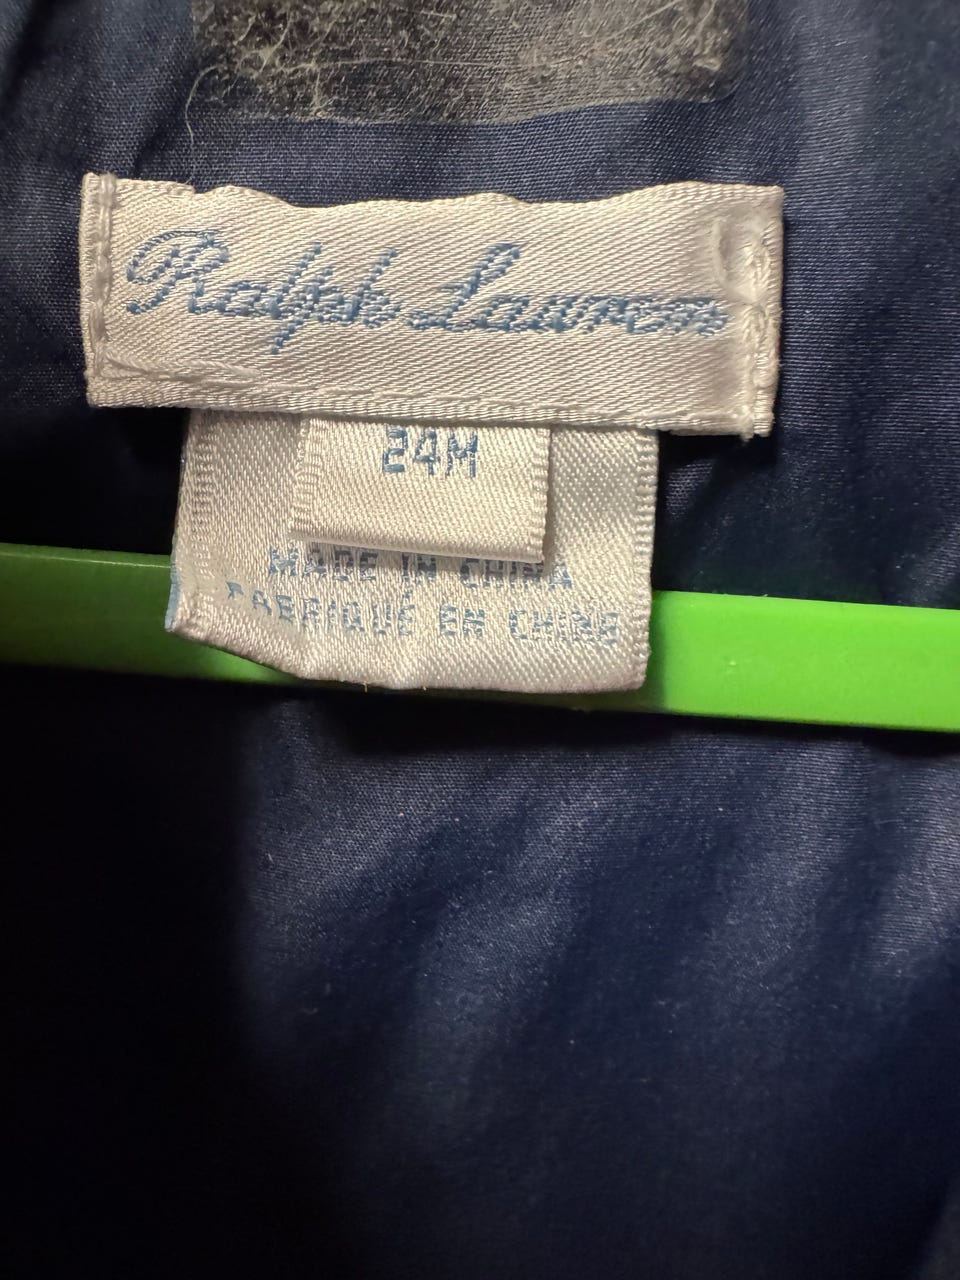 Ralph Lauren
24M
MADE IN CHINA
FABRIQUÉ EN CHINE